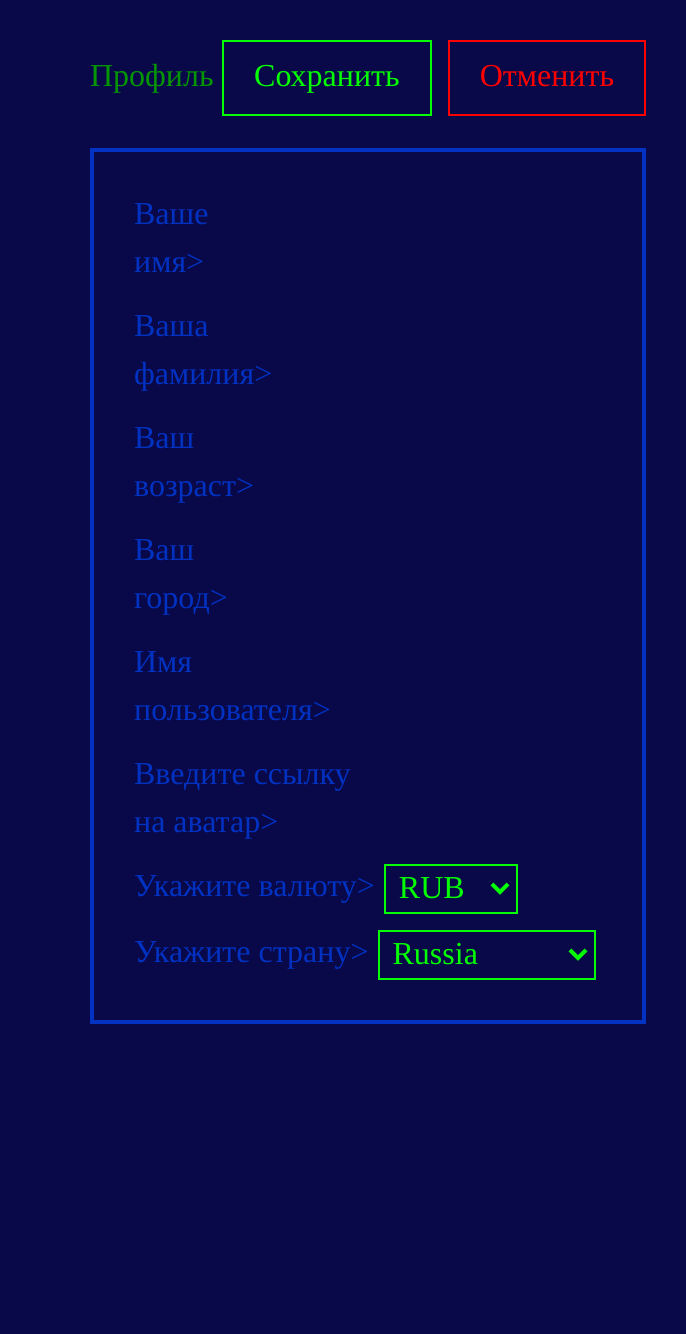 Профиль Сохранить Отменить
Ваше
имя>
Ваша
фамилия>
Ваш
возраст>
Ваш
город>
Имя
пользователя>
Введите ссылку
на аватар>
Укажите валюту> RUB
Укажите страну> Russia